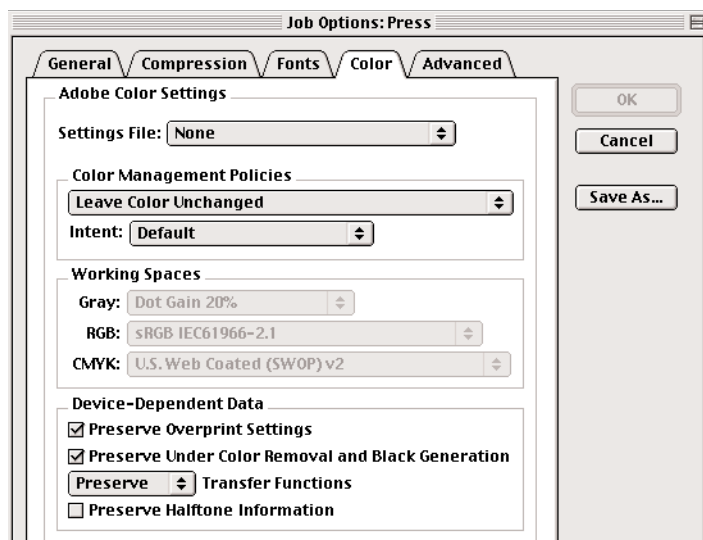 Job Options: Press
General Compression Fonts Color Advanced
Adobe Color Settings
Settings File: None
Color Management Policies
Leave Color Unchanged
Intent: Default
Working Spaces
Gray: Dot Gain 20%
RGB: sRGB IEC61966-2.1
CMYK: U.S. Web Coated (SWOP) v2
Device-Dependent Data
Preserve Overprint Settings
Preserve Under Color Removal and Black Generation
Preserve Transfer Functions
Preserve Halftone Information
OK
Cancel
Save As...